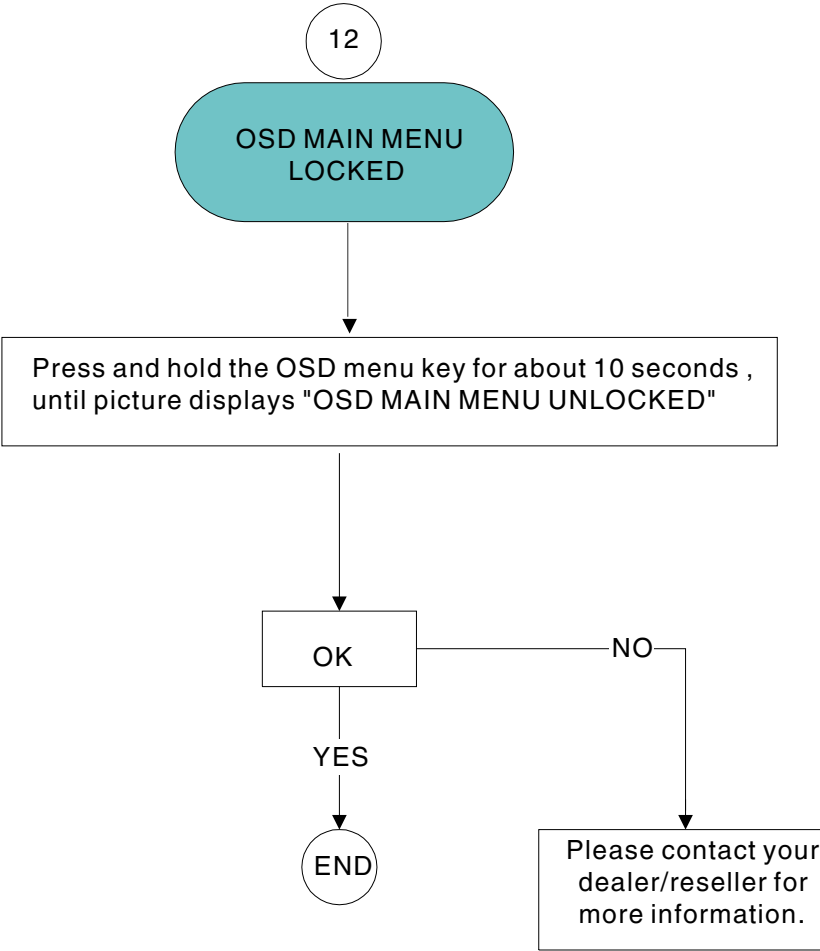 12
OSD MAIN MENU
LOCKED
Press and hold the OSD menu key for about 10 seconds ,
until picture displays "OSD MAIN MENU UNLOCKED"
OK
NO
YES
END
Please contact your
dealer/reseller for
more information.